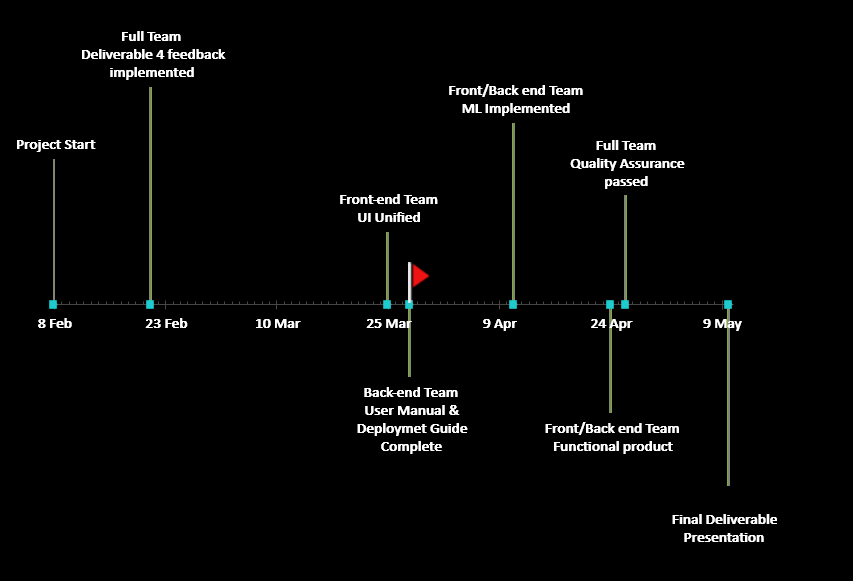 Full Team
Deliverable 4 feedback
implemented
Project Start
Front/Back end Team
ML Implemented
Full Team
Quality Assurance
passed
Front-end Team
UI Unified
8 Feb
23 Feb
10 Mar
25 Mar
9 Apr
24 Apr
9 May
Back-end Team
User Manual &
Deploymet Guide
Complete
Front/Back end Team
Functional product
Final Deliverable
Presentation